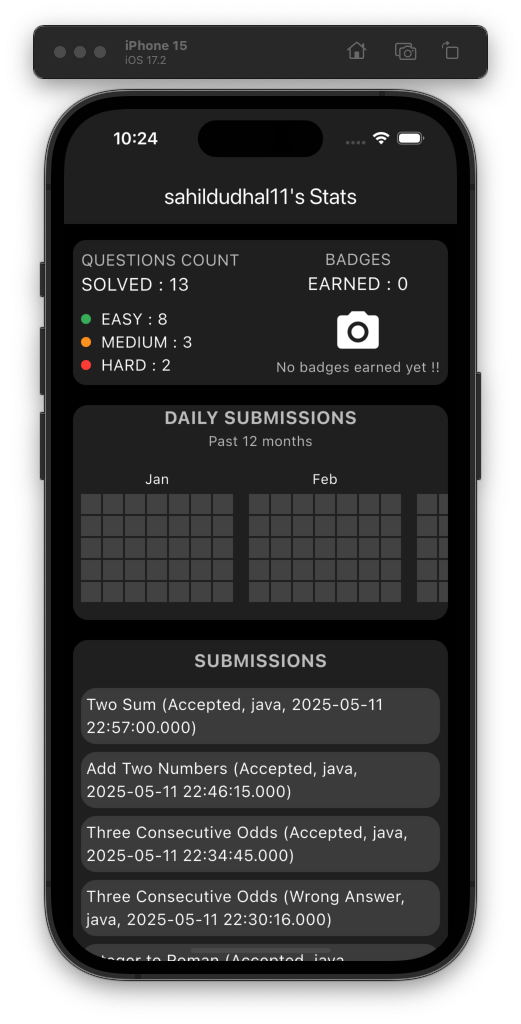 iPhone 15
iOS 17.2
10:24
sahildudhal11's Stats
QUESTIONS COUNT
SOLVED : 13
EASY : 8
MEDIUM : 3
HARD : 2
BADGES
EARNED : 0
No badges earned yet !!
DAILY SUBMISSIONS
Past 12 months
Jan
Feb
SUBMISSIONS
Two Sum (Accepted, java, 2025-05-11
22:57:00.000)
Add Two Numbers (Accepted, java,
2025-05-11 22:46:15.000)
Three Consecutive Odds (Accepted, java,
2025-05-11 22:34:45.000)
Three Consecutive Odds (Wrong Answer,
java, 2025-05-11 22:30:16.000)
to Roman (Accepted, java,